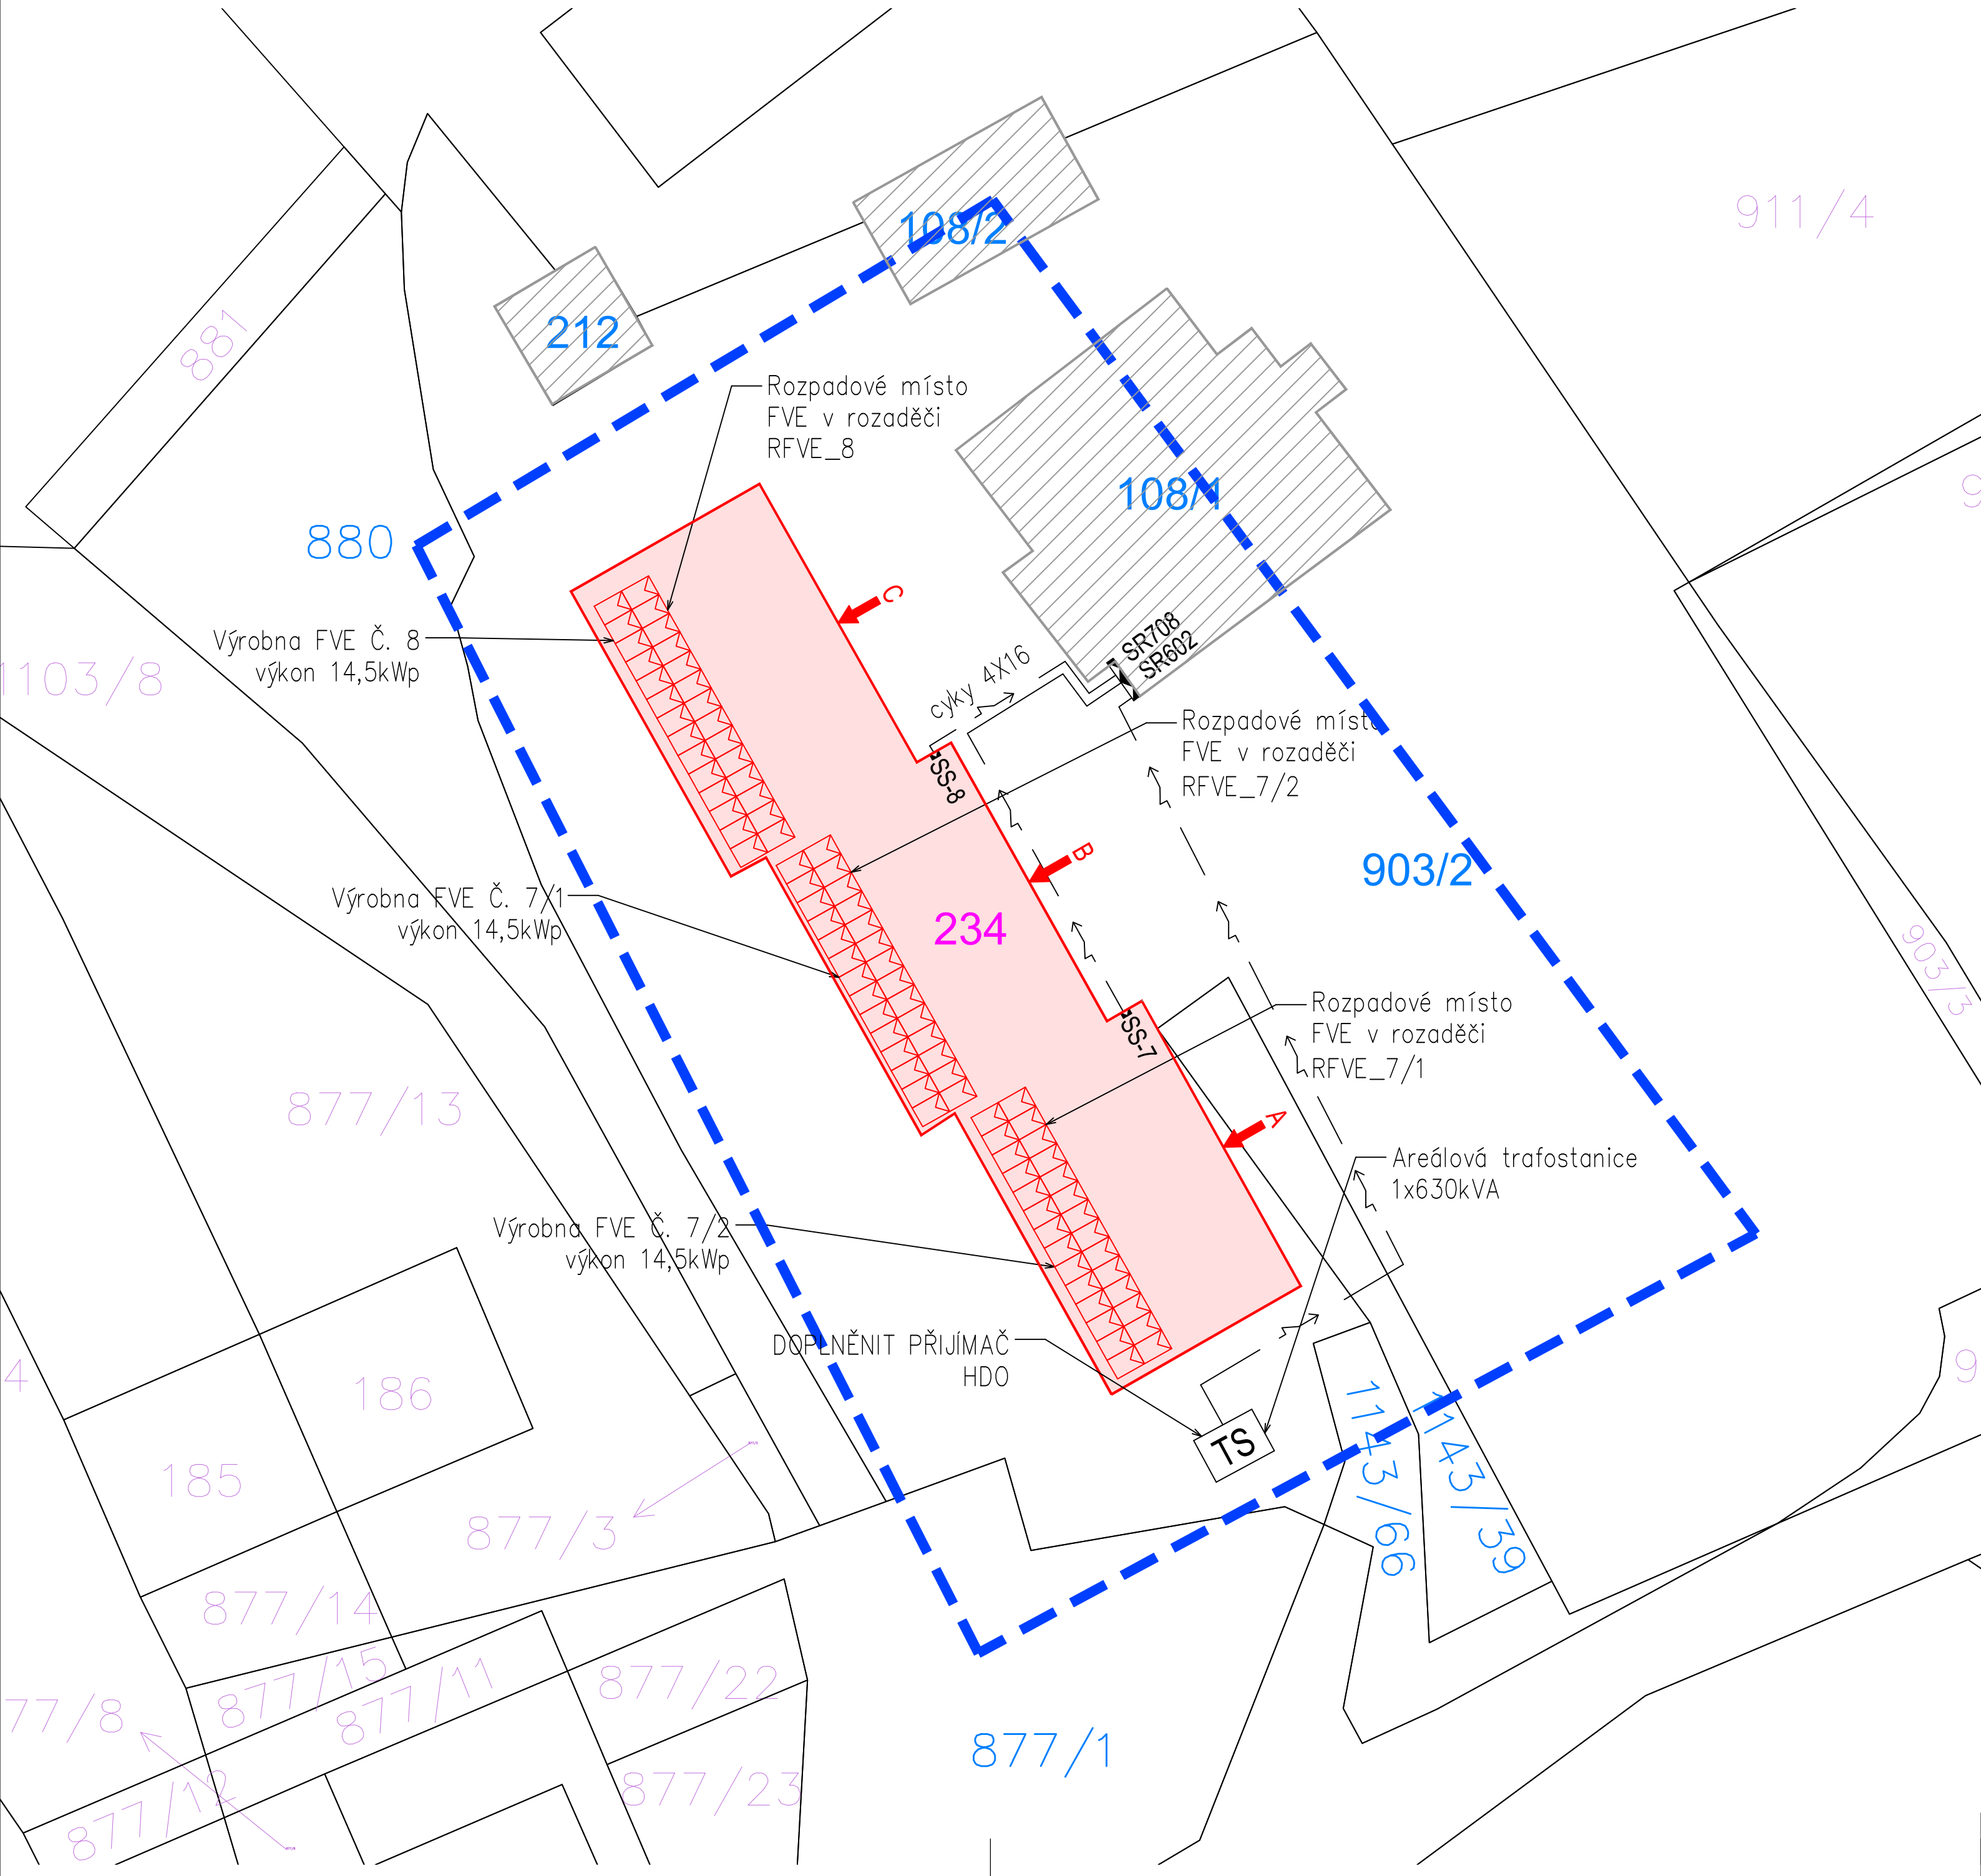 911/4
108/2
212
881
Rozpadové místo
FVE v rozaděči
RFVE_8
108/1
880
C
Výrobna FVE Č. 8
výkon 14,5kWp
1103/8
SR708
SR602
cyky 4X16
Rozpadové místo
FVE v rozaděči
RFVE_7/2
SS-8
B
903/2
Výrobna FVE Č. 7/1
výkon 14,5kWp
234
903/3
Rozpadové místo
FVE v rozaděči
RFVE_7/1
SS-7
877/13
A
Areálová trafostanice
1x630kVA
Výrobna FVE Č. 7/2
výkon 14,5kWp
DOPLNĚNIT PŘIJÍMAČ
HDO
186
TS
1143/66
1143/39
185
877/3
877/14
877/15
877/11
877/22
77/8
877/1
877/12
877/23